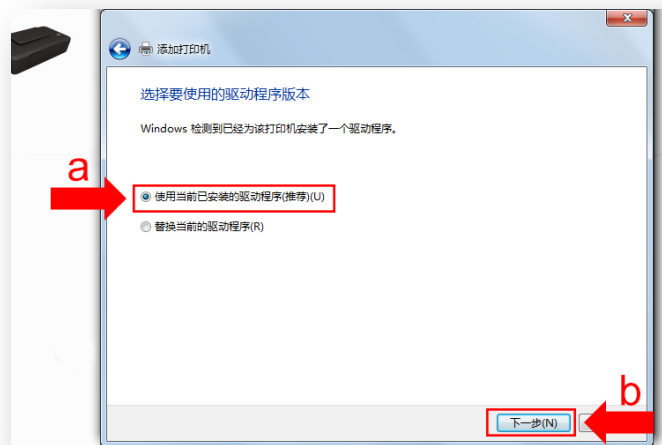 添加打印机
选择要使用的驱动程序版本
Windows 检测到已经为该打印机安装了一个驱动程序。
a
使用当前已安装的驱动程序(推荐)(U)
替换当前的驱动程序(R)
b
下一步(N)